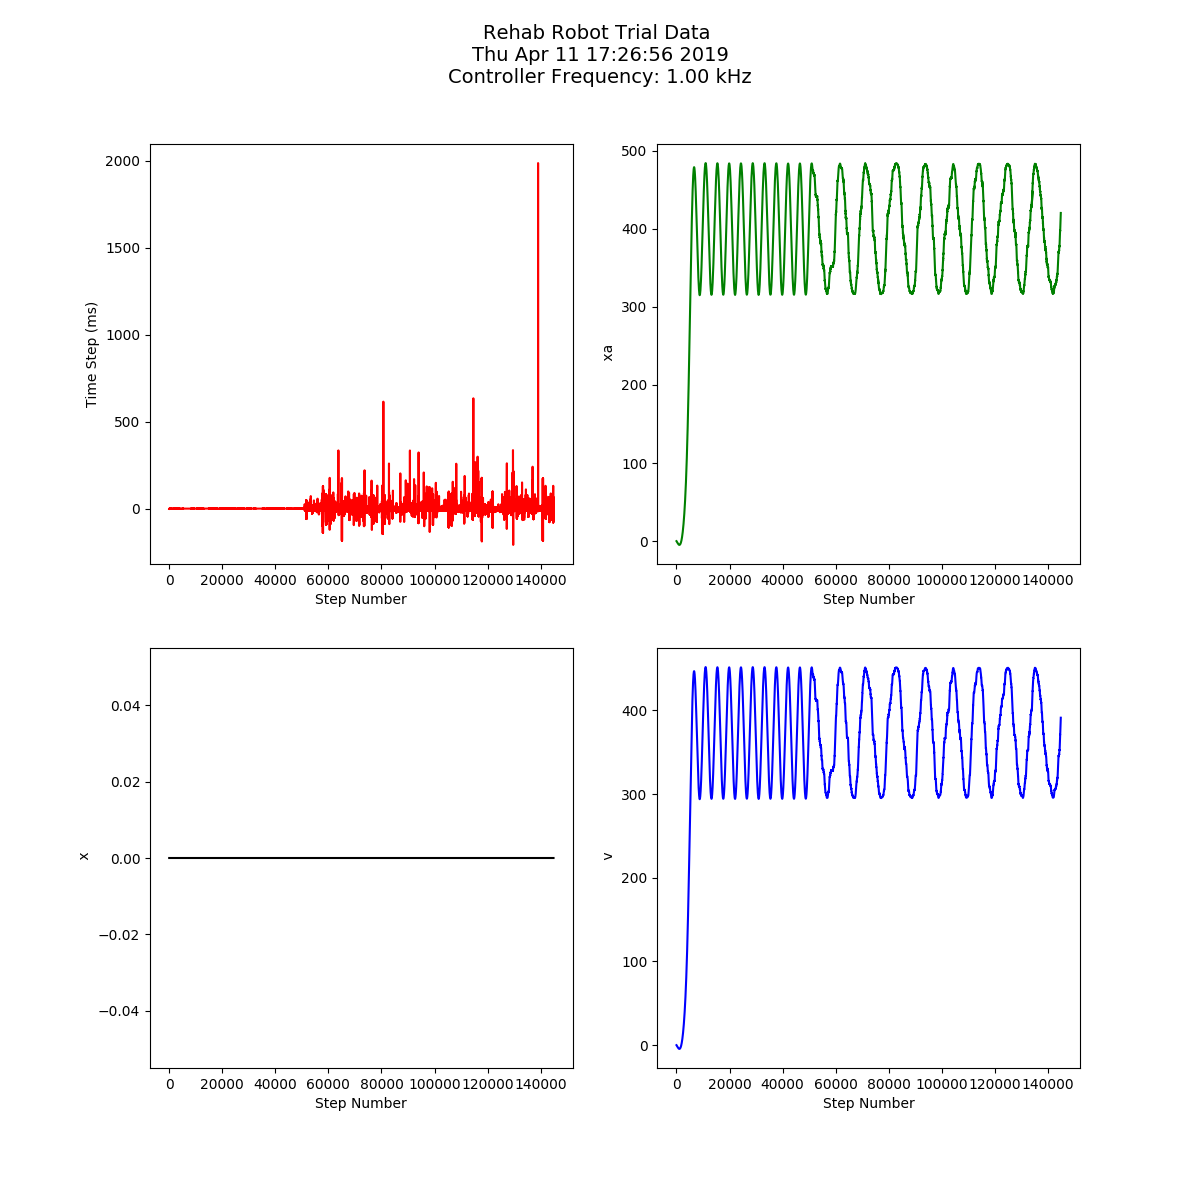 Rehab Robot Trial Data
Thu Apr 11 17:26:56 2019
Controller Frequency: 1.00 kHz
2000
1500
1000
500
0
Time Step (ms)
0 20000 40000 60000 80000 100000 120000 140000
Step Number
500
400
300
200
100
0
xa
0 20000 40000 60000 80000 100000 120000 140000
Step Number
0.04
0.02
0.00
−0.02
−0.04
x
0 20000 40000 60000 80000 100000 120000 140000
Step Number
400
300
200
100
0
v
0 20000 40000 60000 80000 100000 120000 140000
Step Number